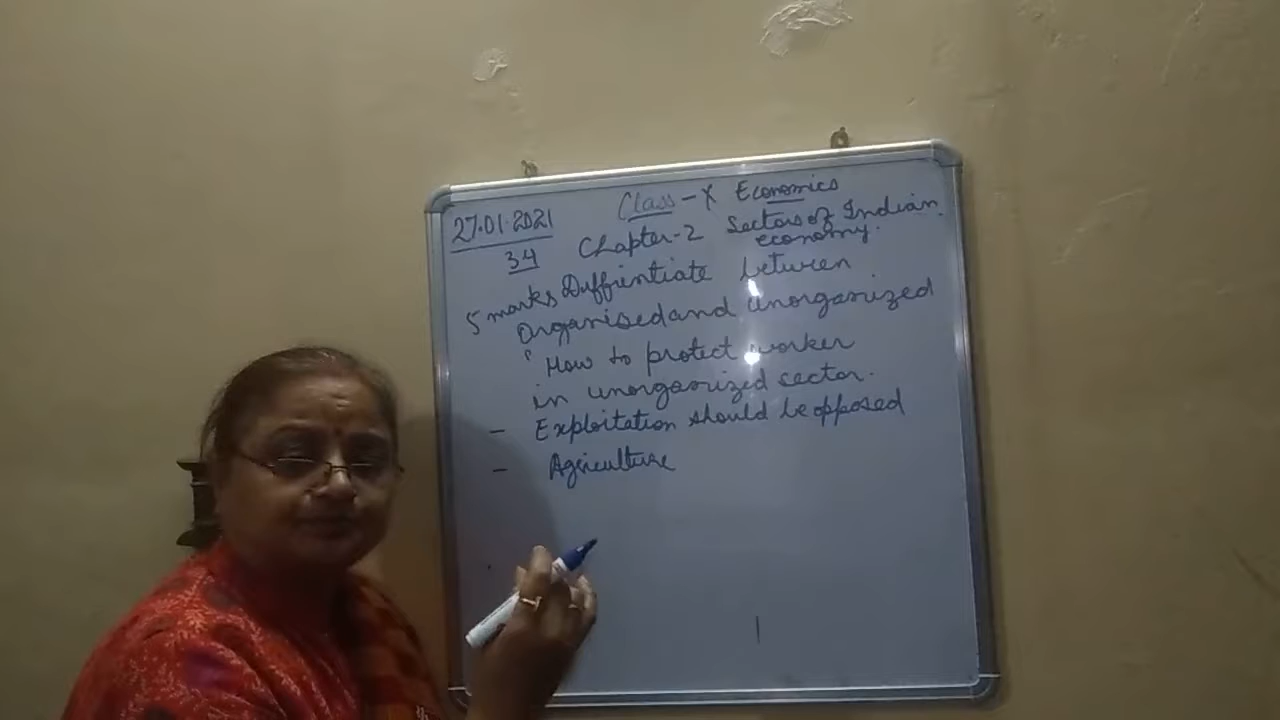 Class - X Economics
27.01.2021
34
Chapter-2 Sectors of Indian
economy.
5 marks Diffrentiate between
Organised and unorganized
How to protect worker
in unorganized sector.
- Exploitation should be opposed
- Agriculture